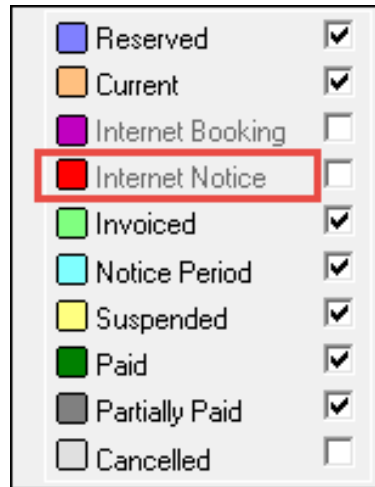 Reserved
Current
Internet Booking
Internet Notice
Invoiced
Notice Period
Suspended
Paid
Partially Paid
Cancelled